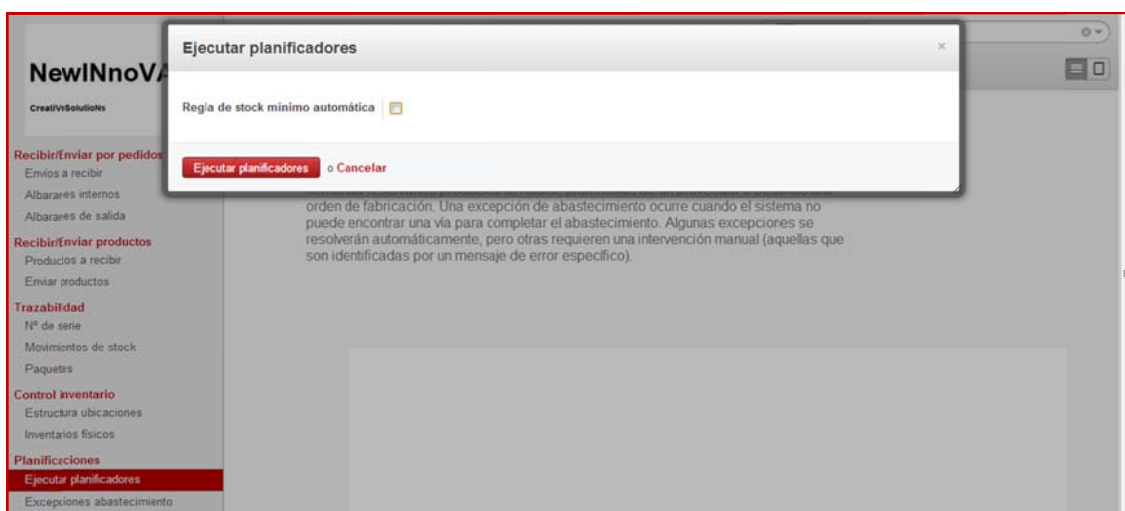 Ejecutar planificadores
×
NewINnoVA
CreatiVeSolutioNs
Regla de stock mínimo automática
Ejecutar planificadores o Cancelar
Recibir/Enviar por pedidos
Envíos a recibir
Albaranes internos
Albaranes de salida
Recibir/Enviar productos
Productos a recibir
Enviar productos
Trazabilidad
Nº de serie
Movimientos de stock
Paquetes
Control inventario
Estructura ubicaciones
Inventarios físicos
Planificaciones
Ejecutar planificadores
Excepciones abastecimiento
orden de fabricación. Una excepción de abastecimiento ocurre cuando el sistema no
puede encontrar una vía para completar el abastecimiento. Algunas excepciones se
resolverán automáticamente, pero otras requieren una intervención manual (aquellas que
son identificadas por un mensaje de error específico).